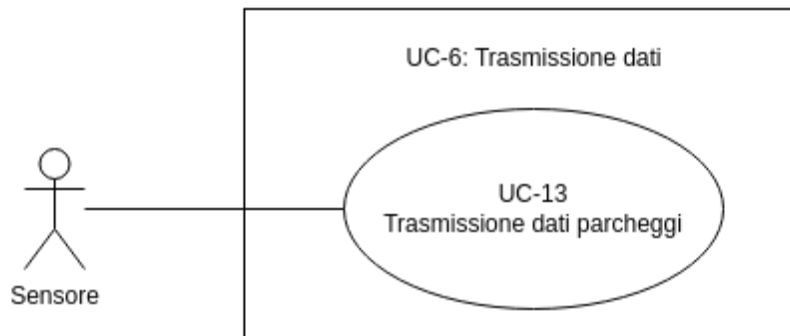 UC-6: Trasmissione dati
UC-13
Trasmissione dati parcheggi
Sensore